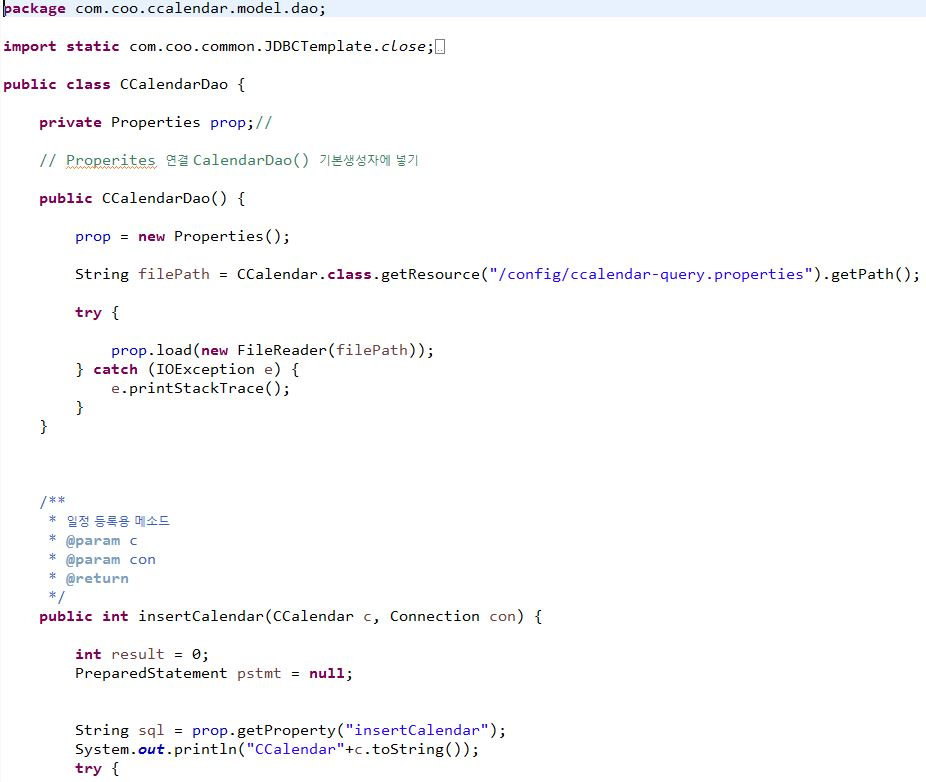 package com.coo.ccalendar.model.dao;
import static com.coo.common.JDBCTemplate.close;
public class CCalendarDao {
private Properties prop;//
// Properites 연결 CalendarDao() 기본생성자에 넣기
public CCalendarDao() {
prop = new Properties();
String filePath = CCalendar.class.getResource("/config/ccalendar-query.properties").getPath();
try {
prop.load(new FileReader(filePath));
} catch (IOException e) {
e.printStackTrace();
}
}
/**
* 일정 등록용 메소드
* @param c
* @param con
* @return
*/
public int insertCalendar(CCalendar c, Connection con) {
int result = 0;
PreparedStatement pstmt = null;
String sql = prop.getProperty("insertCalendar");
System.out.println("CCalendar"+c.toString());
try {